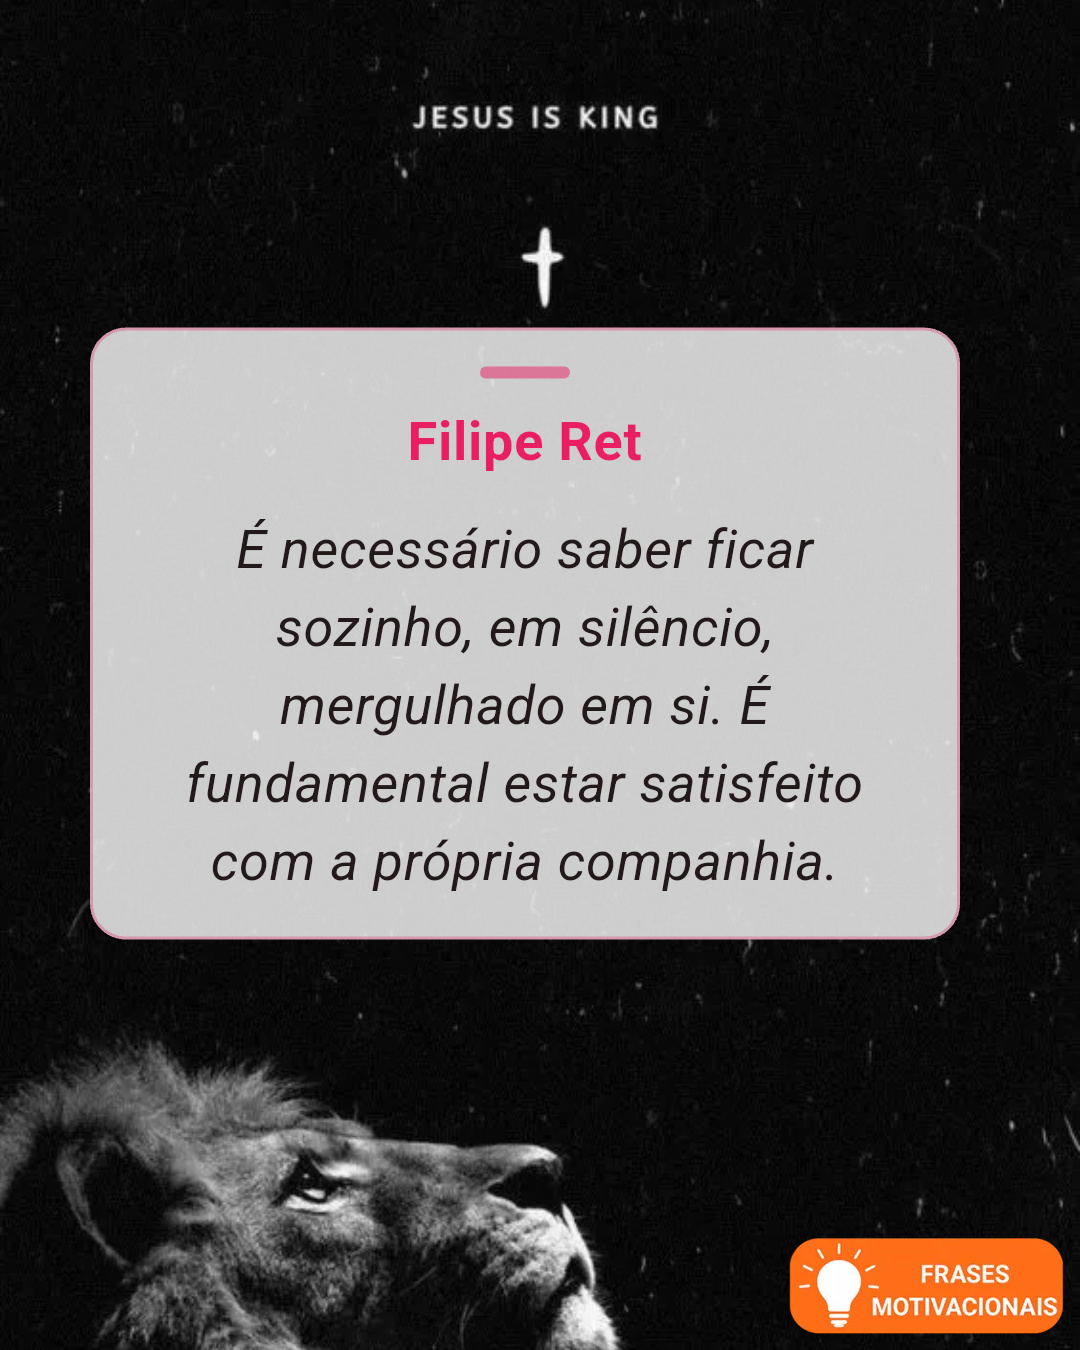 JESUS IS KING
Filipe Ret
É necessário saber ficar
sozinho, em silêncio,
mergulhado em si. É
fundamental estar satisfeito
com a própria companhia.
FRASES
MOTIVACIONAIS